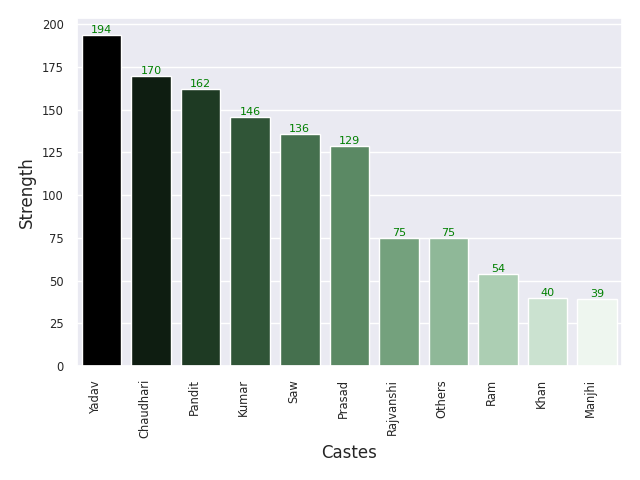 200
175
150
125
100
75
50
25
0
Strength
194
170
162
146
136
129
75
75
54
40
39
Yadav
Chaudhari
Pandit
Kumar
Saw
Prasad
Rajvanshi
Others
Ram
Khan
Manjhi
Castes